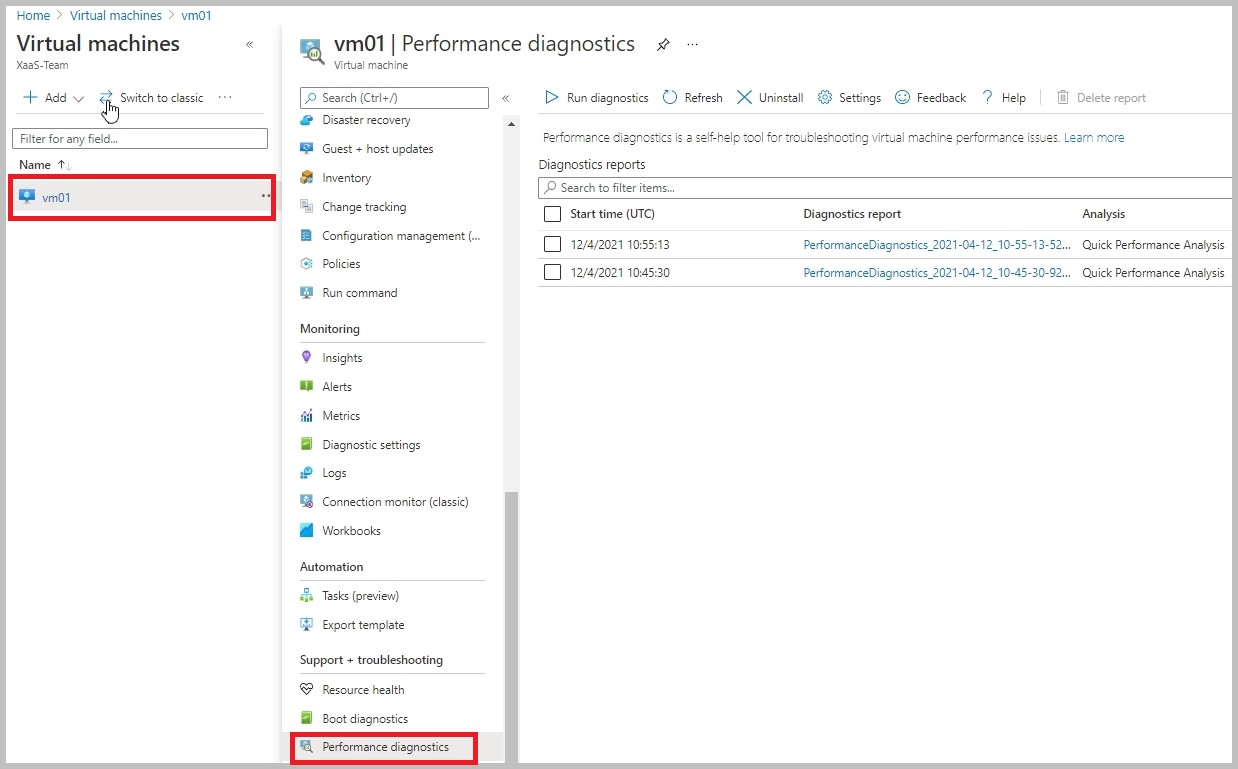 Home > Virtual machines > vm01
Virtual machines «
XaaS-Team
+ Add Switch to classic ...
Filter for any field...
Name ↑↓
vm01 ..
vm01 | Performance diagnostics ...
Virtual machine
Search (Ctrl+/) «
Disaster recovery
Guest + host updates
Inventory
Change tracking
Configuration management (...
Policies
Run command
Monitoring
Insights
Alerts
Metrics
Diagnostic settings
Logs
Connection monitor (classic)
Workbooks
Automation
Tasks (preview)
Export template
Support + troubleshooting
Resource health
Boot diagnostics
Performance diagnostics
Run diagnostics Refresh Uninstall Settings Feedback ? Help | Delete report
Performance diagnostics is a self-help tool for troubleshooting virtual machine performance issues. Learn more
Diagnostics reports
Search to filter items...
Start time (UTC) Diagnostics report Analysis
12/4/2021 10:55:13 PerformanceDiagnostics_2021-04-12_10-55-13-52... Quick Performance Analysis
12/4/2021 10:45:30 PerformanceDiagnostics_2021-04-12_10-45-30-92... Quick Performance Analysis